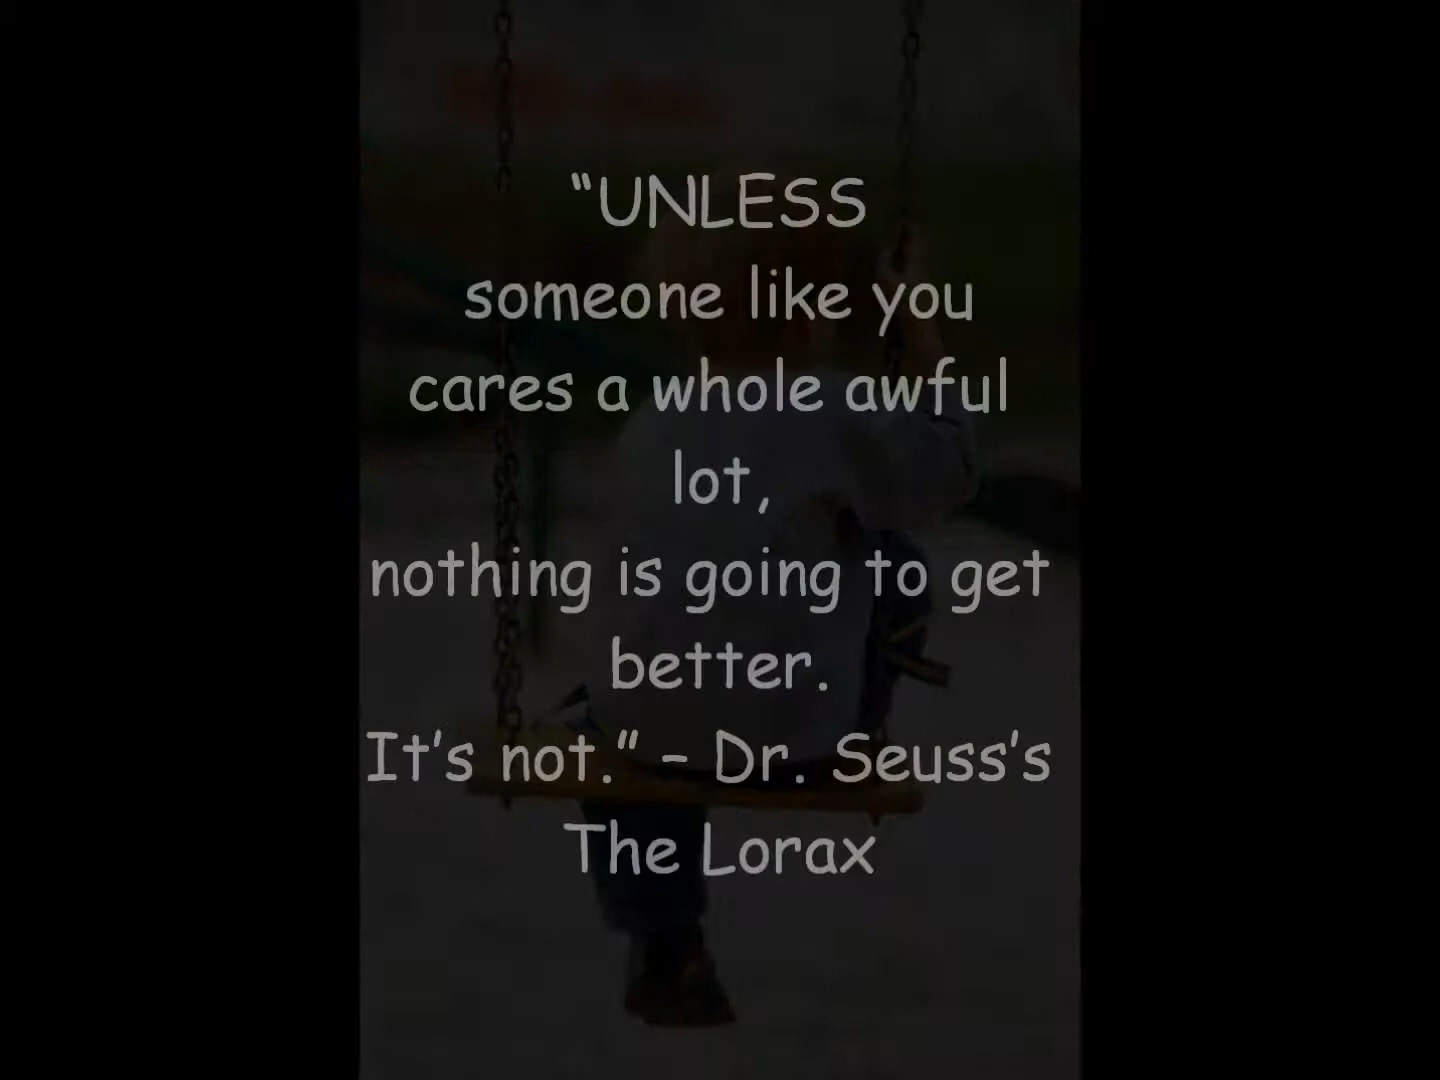 “UNLESS
someone like you
cares a whole awful
lot,
nothing is going to get
better.
It’s not.” – Dr. Seuss’s
The Lorax